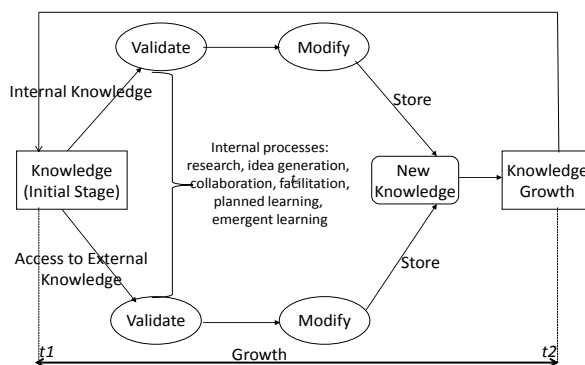 Validate
Modify
Internal Knowledge
Store
Internal processes:
research, idea generation,
collaboration, facilitation,
planned learning,
emergent learning
Knowledge
(Initial Stage)
New
Knowledge
Knowledge
Growth
Access to External
Knowledge
Store
Validate
Modify
t1
Growth
t2